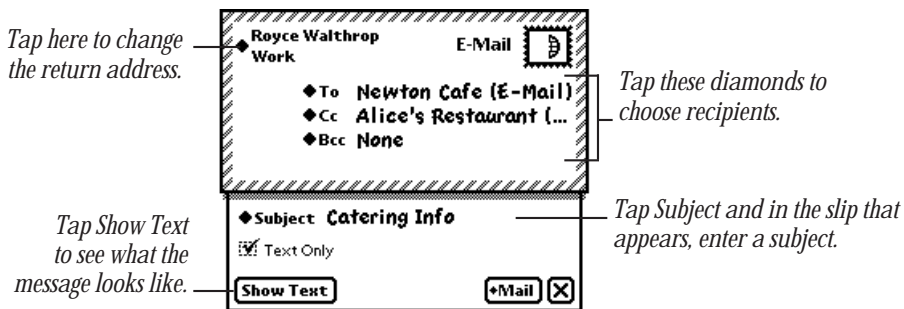 Tap here to change
the return address.
◆Royce Walthrop
Work
E-Mail
◆To Newton Cafe (E-Mail)
◆Cc Alice's Restaurant (...
◆Bcc None
Tap these diamonds to
choose recipients.
◆Subject Catering Info
Text Only
Tap Subject and in the slip that
appears, enter a subject.
Tap Show Text
to see what the
message looks like.
Show Text
◆Mail